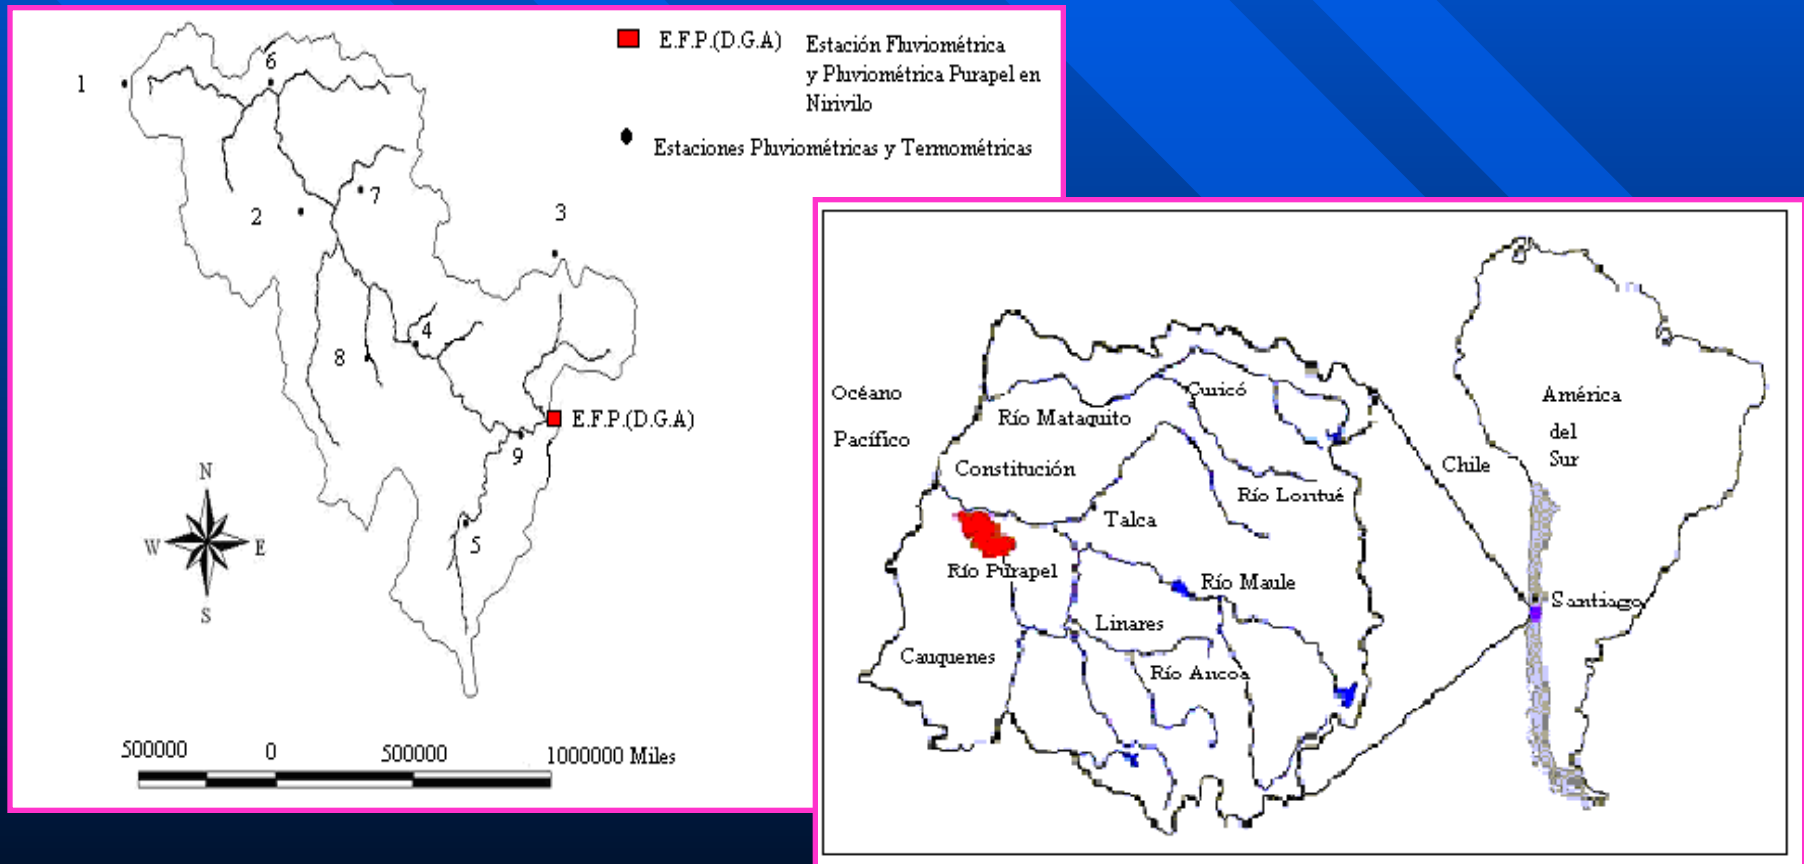 E.F.P.(D.G.A)
Estación Fluviométrica
y Pluviométrica Purapel en
Nirivilo
Estaciones Pluviométricas y Termométricas
1
6
7
2
3
4
8
E.F.P.(D.G.A)
9
5
N
W
E
S
500000 0 500000 1000000 Miles
Océano
Pacífico
Curicó
Río Mataquito
Constitución
Río Lontué
Talca
Río Purapel
Río Maule
Linares
Cauquenes
Río Ancoa
América
del
Sur
Chile
Santiago